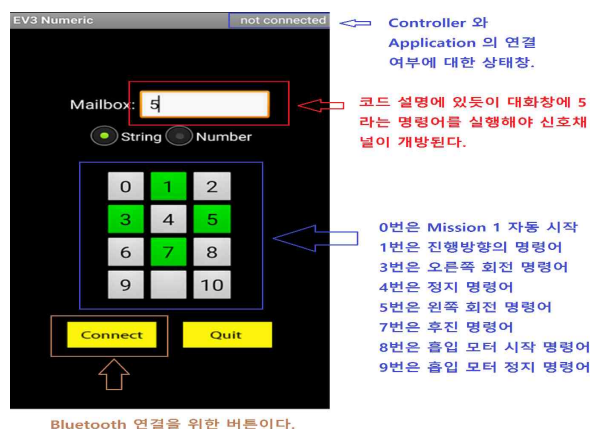 EV3 Numeric
not connected
Controller 와
Application 의 연결
여부에 대한 상태창.
Mailbox: 5
코드 설명에 있듯이 대화창에 5
라는 명령어를 실행해야 신호채
널이 개방된다.
String
Number
0 1 2
3 4 5
6 7 8
9 10
0번은 Mission 1 자동 시작
1번은 진행방향의 명령어
3번은 오른쪽 회전 명령어
4번은 정지 명령어
5번은 왼쪽 회전 명령어
7번은 후진 명령어
8번은 흡입 모터 시작 명령어
9번은 흡입 모터 정지 명령어
Connect
Quit
Bluetooth 연결을 위한 버튼이다.